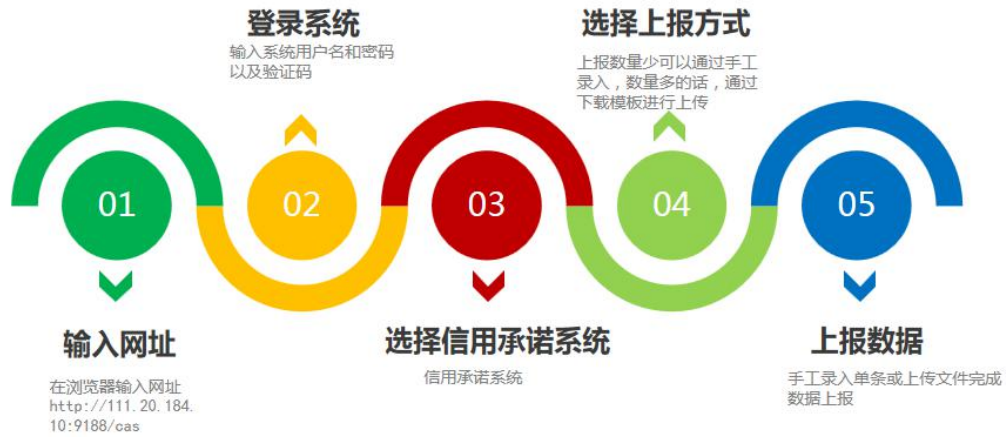 登录系统
输入系统用户名和密码
以及验证码
选择上报方式
上报数量少可以通过手工
录入，数量多的话，通过
下载模板进行上传
01
02
03
04
05
输入网址
在浏览器输入网址
http://111.20.184.
10:9188/cas
选择信用承诺系统
信用承诺系统
上报数据
手工录入单条或上传文件完成
数据上报